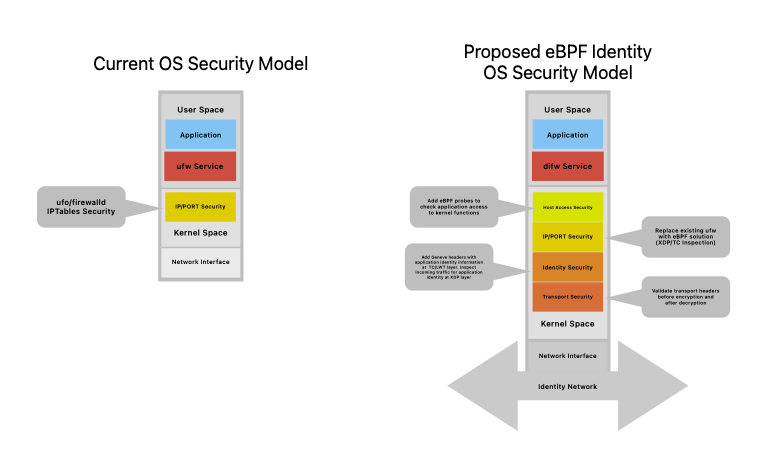 Current OS Security Model
User Space
Application
ufw Service
ufo/firewalld
IPTables Security
IP/PORT Security
Kernel Space
Network Interface
Proposed eBPF Identity
OS Security Model
User Space
Application
difw Service
Add eBPF probes to
check application access
to kernel functions
Host Access Security
IP/PORT Security
Replace existing ufw
with eBPF solution
(XDP/TC Inspection)
Add Geneve headers with
application identity information
at TC/LWT layer. Inspect
incoming traffic for application
identity at XDP layer
Identity Security
Transport Security
Validate transport headers
before encryption and
after decryption
Kernel Space
Network Interface
Identity Network